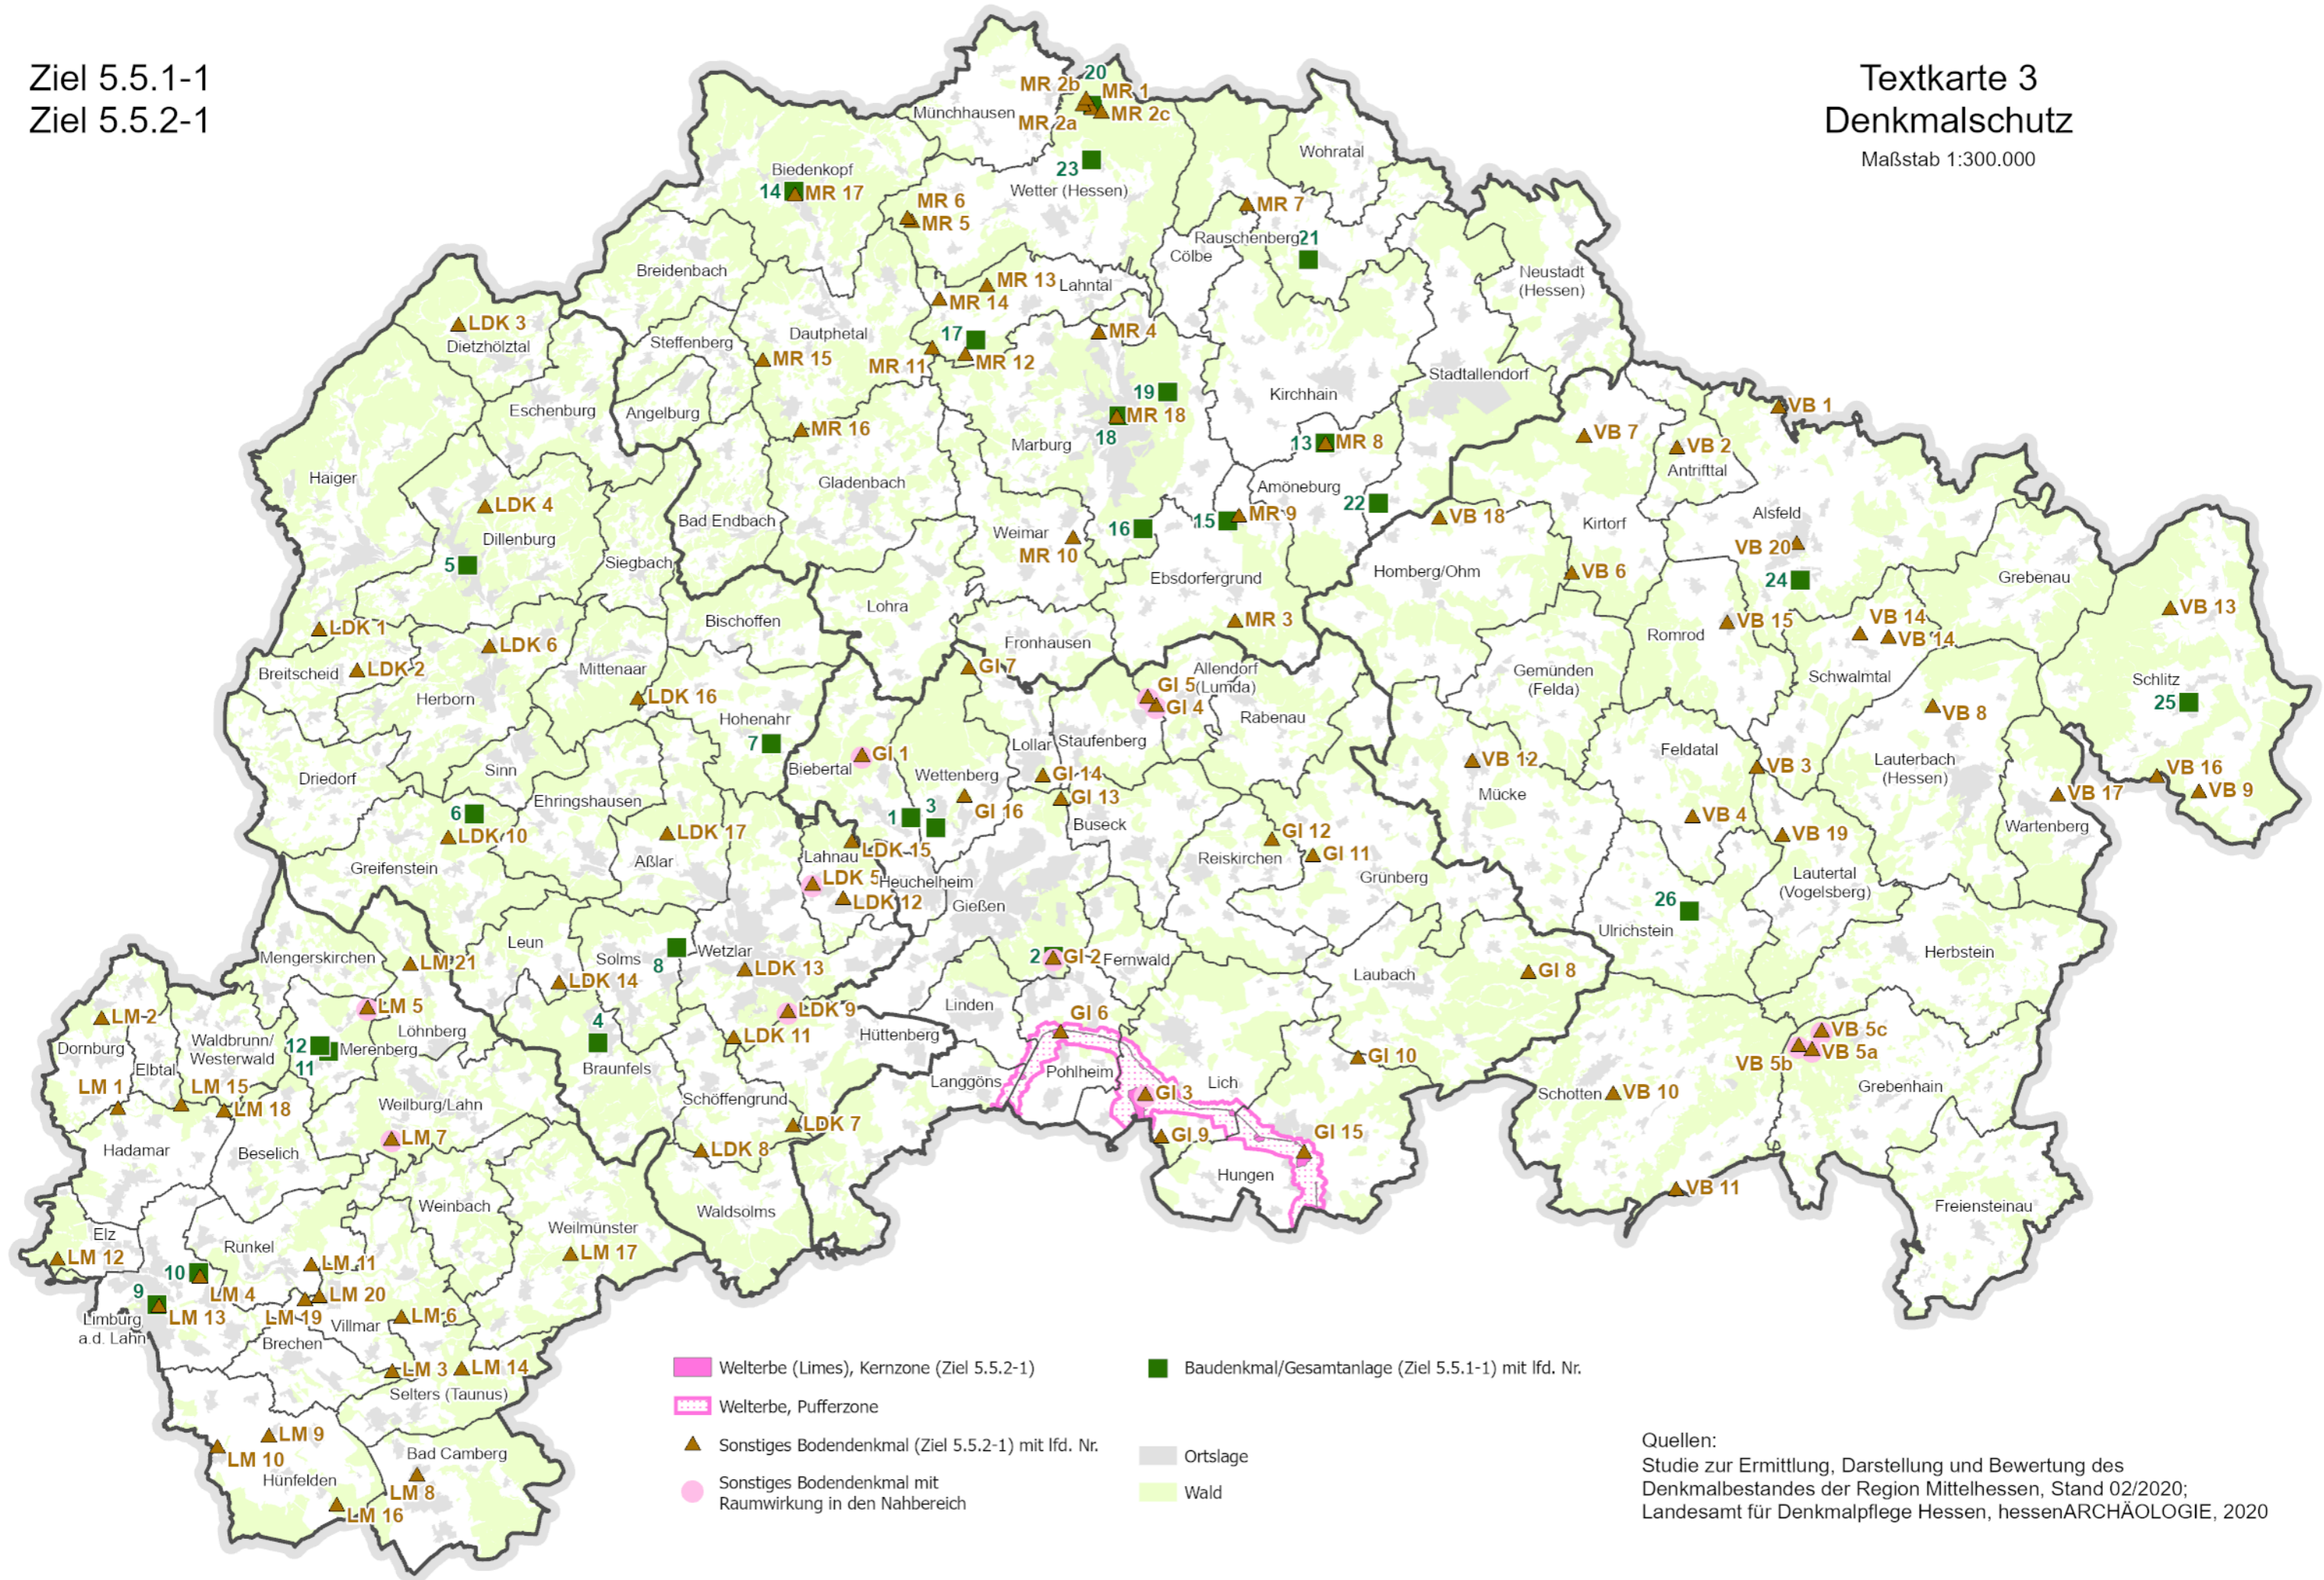 Ziel 5.5.1-1
Ziel 5.5.2-1
Textkarte 3
Denkmalschutz
Maßstab 1:300.000
20
MR 2b
MR 1
Münchhausen
MR 2a
MR 2c
Wohratal
23
Biedenkopf
14
MR 17
Wetter (Hessen)
MR 6
MR 5
MR 7
Rauschenberg
21
Cölbe
Breidenbach
Neustadt
(Hessen)
MR 13
Lahntal
MR 14
LDK 3
Dietzhölztal
Dautphetal
17
MR 4
Steffenberg
MR 15
MR 11
MR 12
Stadtallendorf
19
Kirchhain
VB 1
Eschenburg
Angelburg
MR 18
18
MR 16
Marburg
13
MR 8
VB 7
VB 2
Antrifttal
Haiger
Gladenbach
Amöneburg
LDK 4
22
Bad Endbach
15
MR 9
VB 18
Kirtorf
Alsfeld
16
Weimar
MR 10
Dillenburg
VB 20
5
Siegbach
Ebsdorfergrund
Homberg/Ohm
VB 6
24
Grebenau
Lohra
VB 13
Bischoffen
MR 3
VB 15
VB 14
LDK 1
Romrod
VB 14
LDK 6
Fronhausen
Breitscheid
LDK 2
Mittenaar
GI 7
Allendorf
(Lumda)
Gemünden
(Felda)
Schwalmtal
Schlitz
Herborn
LDK 16
GI 5
GI 4
25
Hohenahr
Rabenau
VB 8
7
Lollar
Staufenberg
Feldatal
GI 1
Biebertal
Wettenberg
GI 14
VB 12
VB 3
Lauterbach
(Hessen)
Sinn
Driedorf
VB 16
VB 9
Ehringshausen
GI 13
GI 16
Mücke
VB 17
6
1
3
Buseck
VB 4
Wartenberg
LDK 10
LDK 17
GI 12
VB 19
Aßlar
Lahnau
LDK 15
Reiskirchen
GI 11
Greifenstein
LDK 5
Heuchelheim
Grünberg
Lautertal
(Vogelsberg)
LDK 12
Gießen
26
Ulrichstein
Leun
Solms
Wetzlar
Mengerskirchen
LM 21
8
LDK 13
2
GI 2
Fernwald
Herbstein
LDK 14
Laubach
GI 8
LM 5
LDK 9
Linden
LM 2
4
GI 6
VB 5c
Löhnberg
LDK 11
Hüttenberg
Waldbrunn/
Westerwald
12
Merenberg
Dornburg
VB 5a
VB 5b
GI 10
11
Elbtal
Braunfels
Langgöns
Pohlheim
Lich
LM 1
LM 15
Grebenhain
LM 18
Weilburg/Lahn
Schöffengrund
GI 3
Schotten
VB 10
LDK 7
GI 9
GI 15
LM 7
Hadamar
Beselich
LDK 8
Hungen
VB 11
Weinbach
Waldsolms
Freiensteinau
Elz
Runkel
Weilmünster
LM 12
LM 11
LM 17
10
9
LM 4
LM 20
LM 13
LM 19
LM 6
Limburg
a.d. Lahn
Villmar
Brechen
LM 3
LM 14
Selters (Taunus)
LM 9
LM 10
Hünfelden
Bad Camberg
LM 8
LM 16
Welterbe (Limes), Kernzone (Ziel 5.5.2-1)
Welterbe, Pufferzone
Sonstiges Bodendenkmal (Ziel 5.5.2-1) mit lfd. Nr.
Sonstiges Bodendenkmal mit
Raumwirkung in den Nahbereich
Baudenkmal/Gesamtanlage (Ziel 5.5.1-1) mit lfd. Nr.
Ortslage
Wald
Quellen:
Studie zur Ermittlung, Darstellung und Bewertung des
Denkmalbestandes der Region Mittelhessen, Stand 02/2020;
Landesamt für Denkmalpflege Hessen, hessenARCHÄOLOGIE, 2020